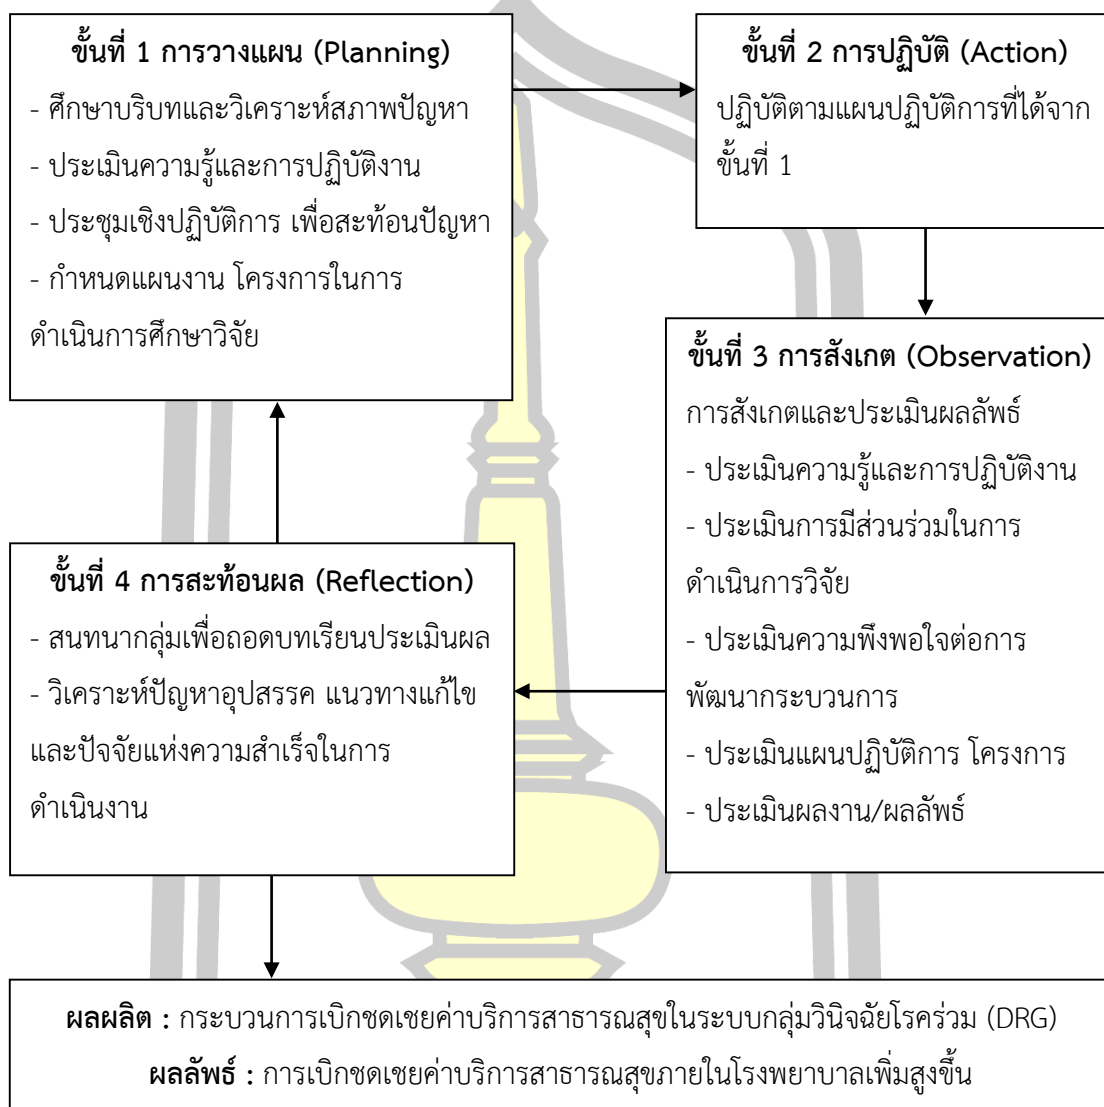 ขั้นที่ 1 การวางแผน (Planning)
- ศึกษาบริบทและวิเคราะห์สภาพปัญหา
- ประเมินความรู้และการปฏิบัติงาน
- ประชุมเชิงปฏิบัติการ เพื่อสะท้อนปัญหา
- กำหนดแผนงาน โครงการในการ
ดำเนินการศึกษาวิจัย
ขั้นที่ 2 การปฏิบัติ (Action)
ปฏิบัติตามแผนปฏิบัติการที่ได้จาก
ขั้นที่ 1
ขั้นที่ 3 การสังเกต (Observation)
การสังเกตและประเมินผลลัพธ์
- ประเมินความรู้และการปฏิบัติงาน
- ประเมินการมีส่วนร่วมในการ
ดำเนินการวิจัย
- ประเมินความพึงพอใจต่อการ
พัฒนากระบวนการ
- ประเมินแผนปฏิบัติการ โครงการ
- ประเมินผลงาน/ผลลัพธ์
ขั้นที่ 4 การสะท้อนผล (Reflection)
- สนทนากลุ่มเพื่อถอดบทเรียนประเมินผล
- วิเคราะห์ปัญหาอุปสรรค แนวทางแก้ไข
และปัจจัยแห่งความสำเร็จในการ
ดำเนินงาน
ผลผลิต : กระบวนการเบิกชดเชยค่าบริการสาธารณสุขในระบบกลุ่มวินิจฉัยโรคร่วม (DRG)
ผลลัพธ์ : การเบิกชดเชยค่าบริการสาธารณสุขภายในโรงพยาบาลเพิ่มสูงขึ้น